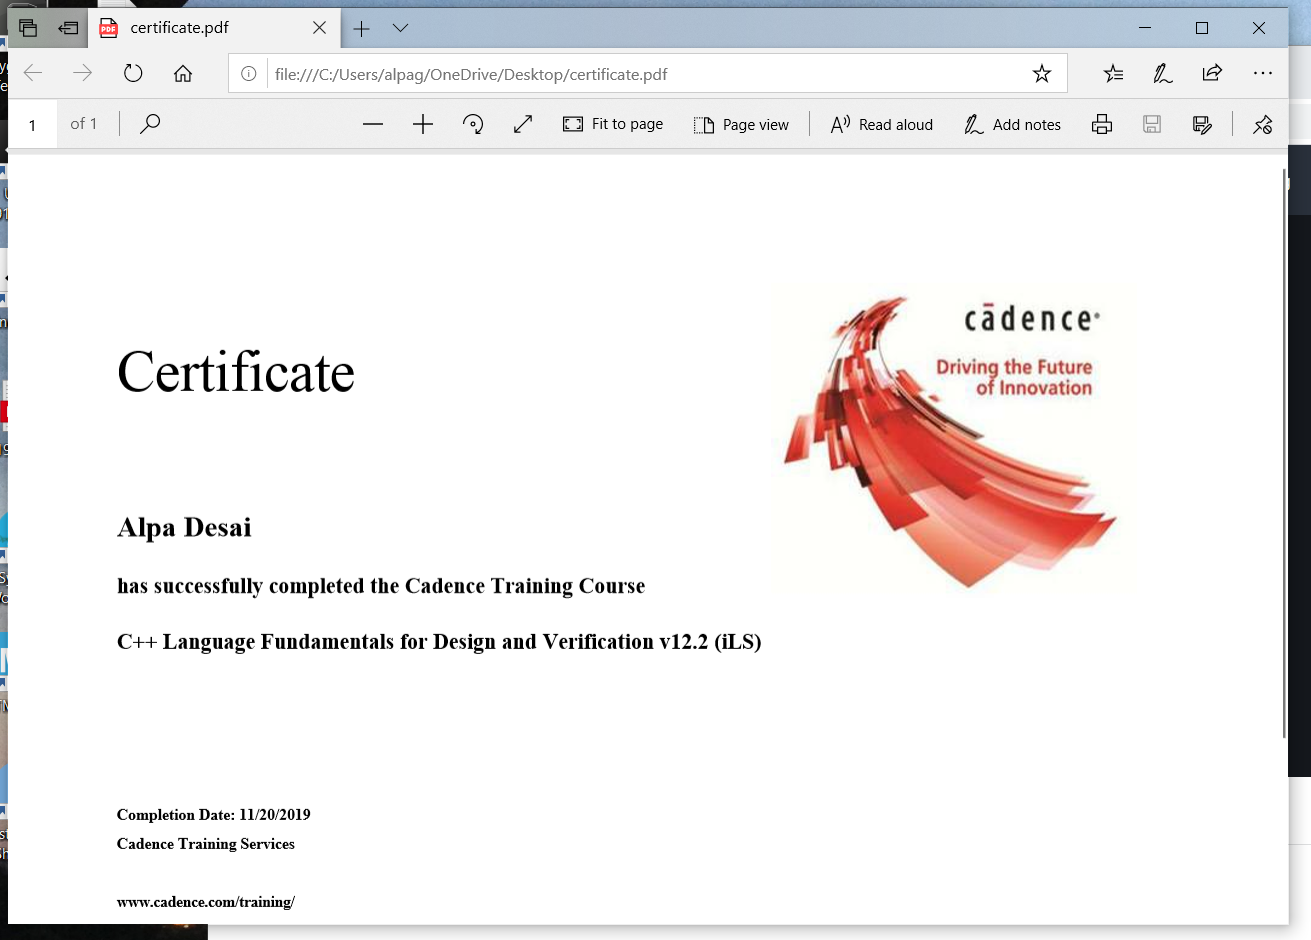 certificate.pdf
file:///C:/Users/alpag/OneDrive/Desktop/certificate.pdf
1 of 1 Fit to page Page view Read aloud Add notes
cādence®
Driving the Future
of Innovation
Certificate
Alpa Desai
has successfully completed the Cadence Training Course
C++ Language Fundamentals for Design and Verification v12.2 (iLS)
Completion Date: 11/20/2019
Cadence Training Services
www.cadence.com/training/